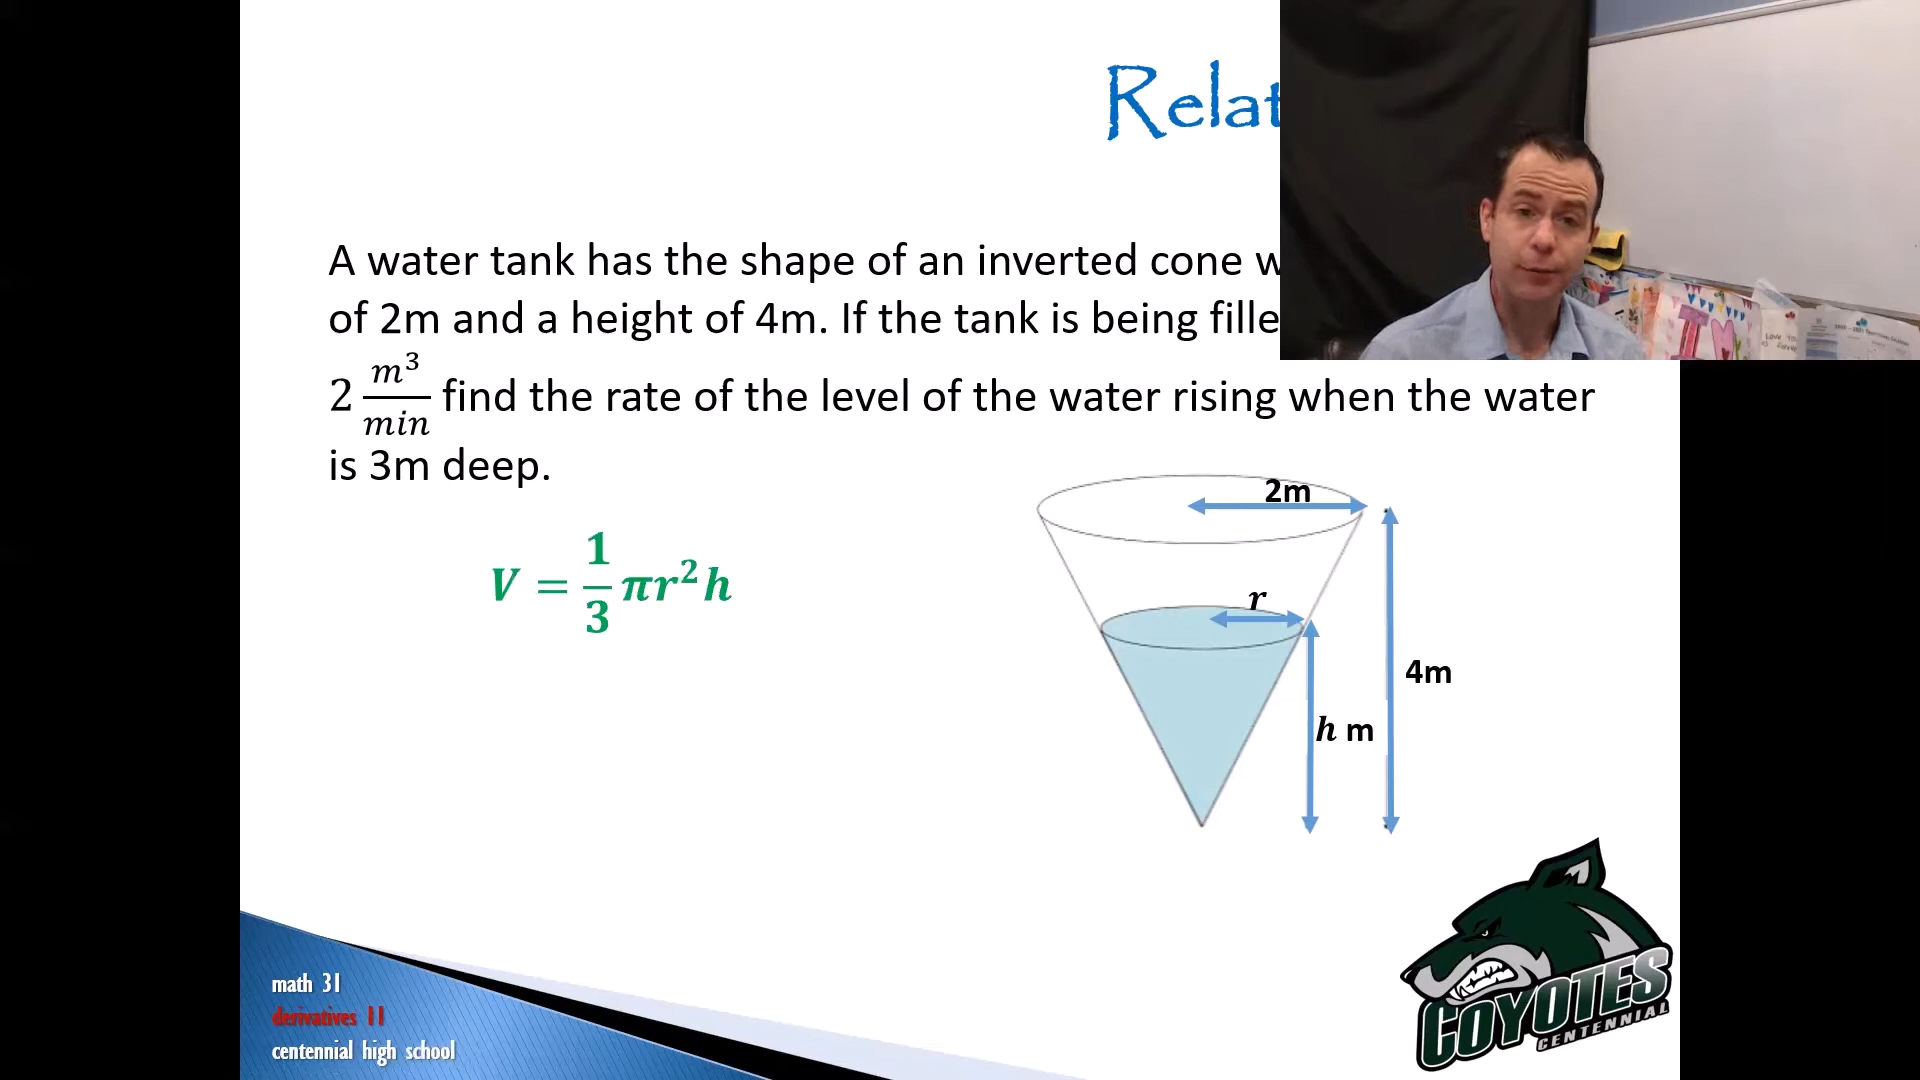 Relat
A water tank has the shape of an inverted cone w
of 2m and a height of 4m. If the tank is being fille
2 m³/min find the rate of the level of the water rising when the water
is 3m deep.
V = 1/3 πr²h
2m
r
4m
h m
math 31
derivatives 11
centennial high school
COYOTES
CENTENNIAL